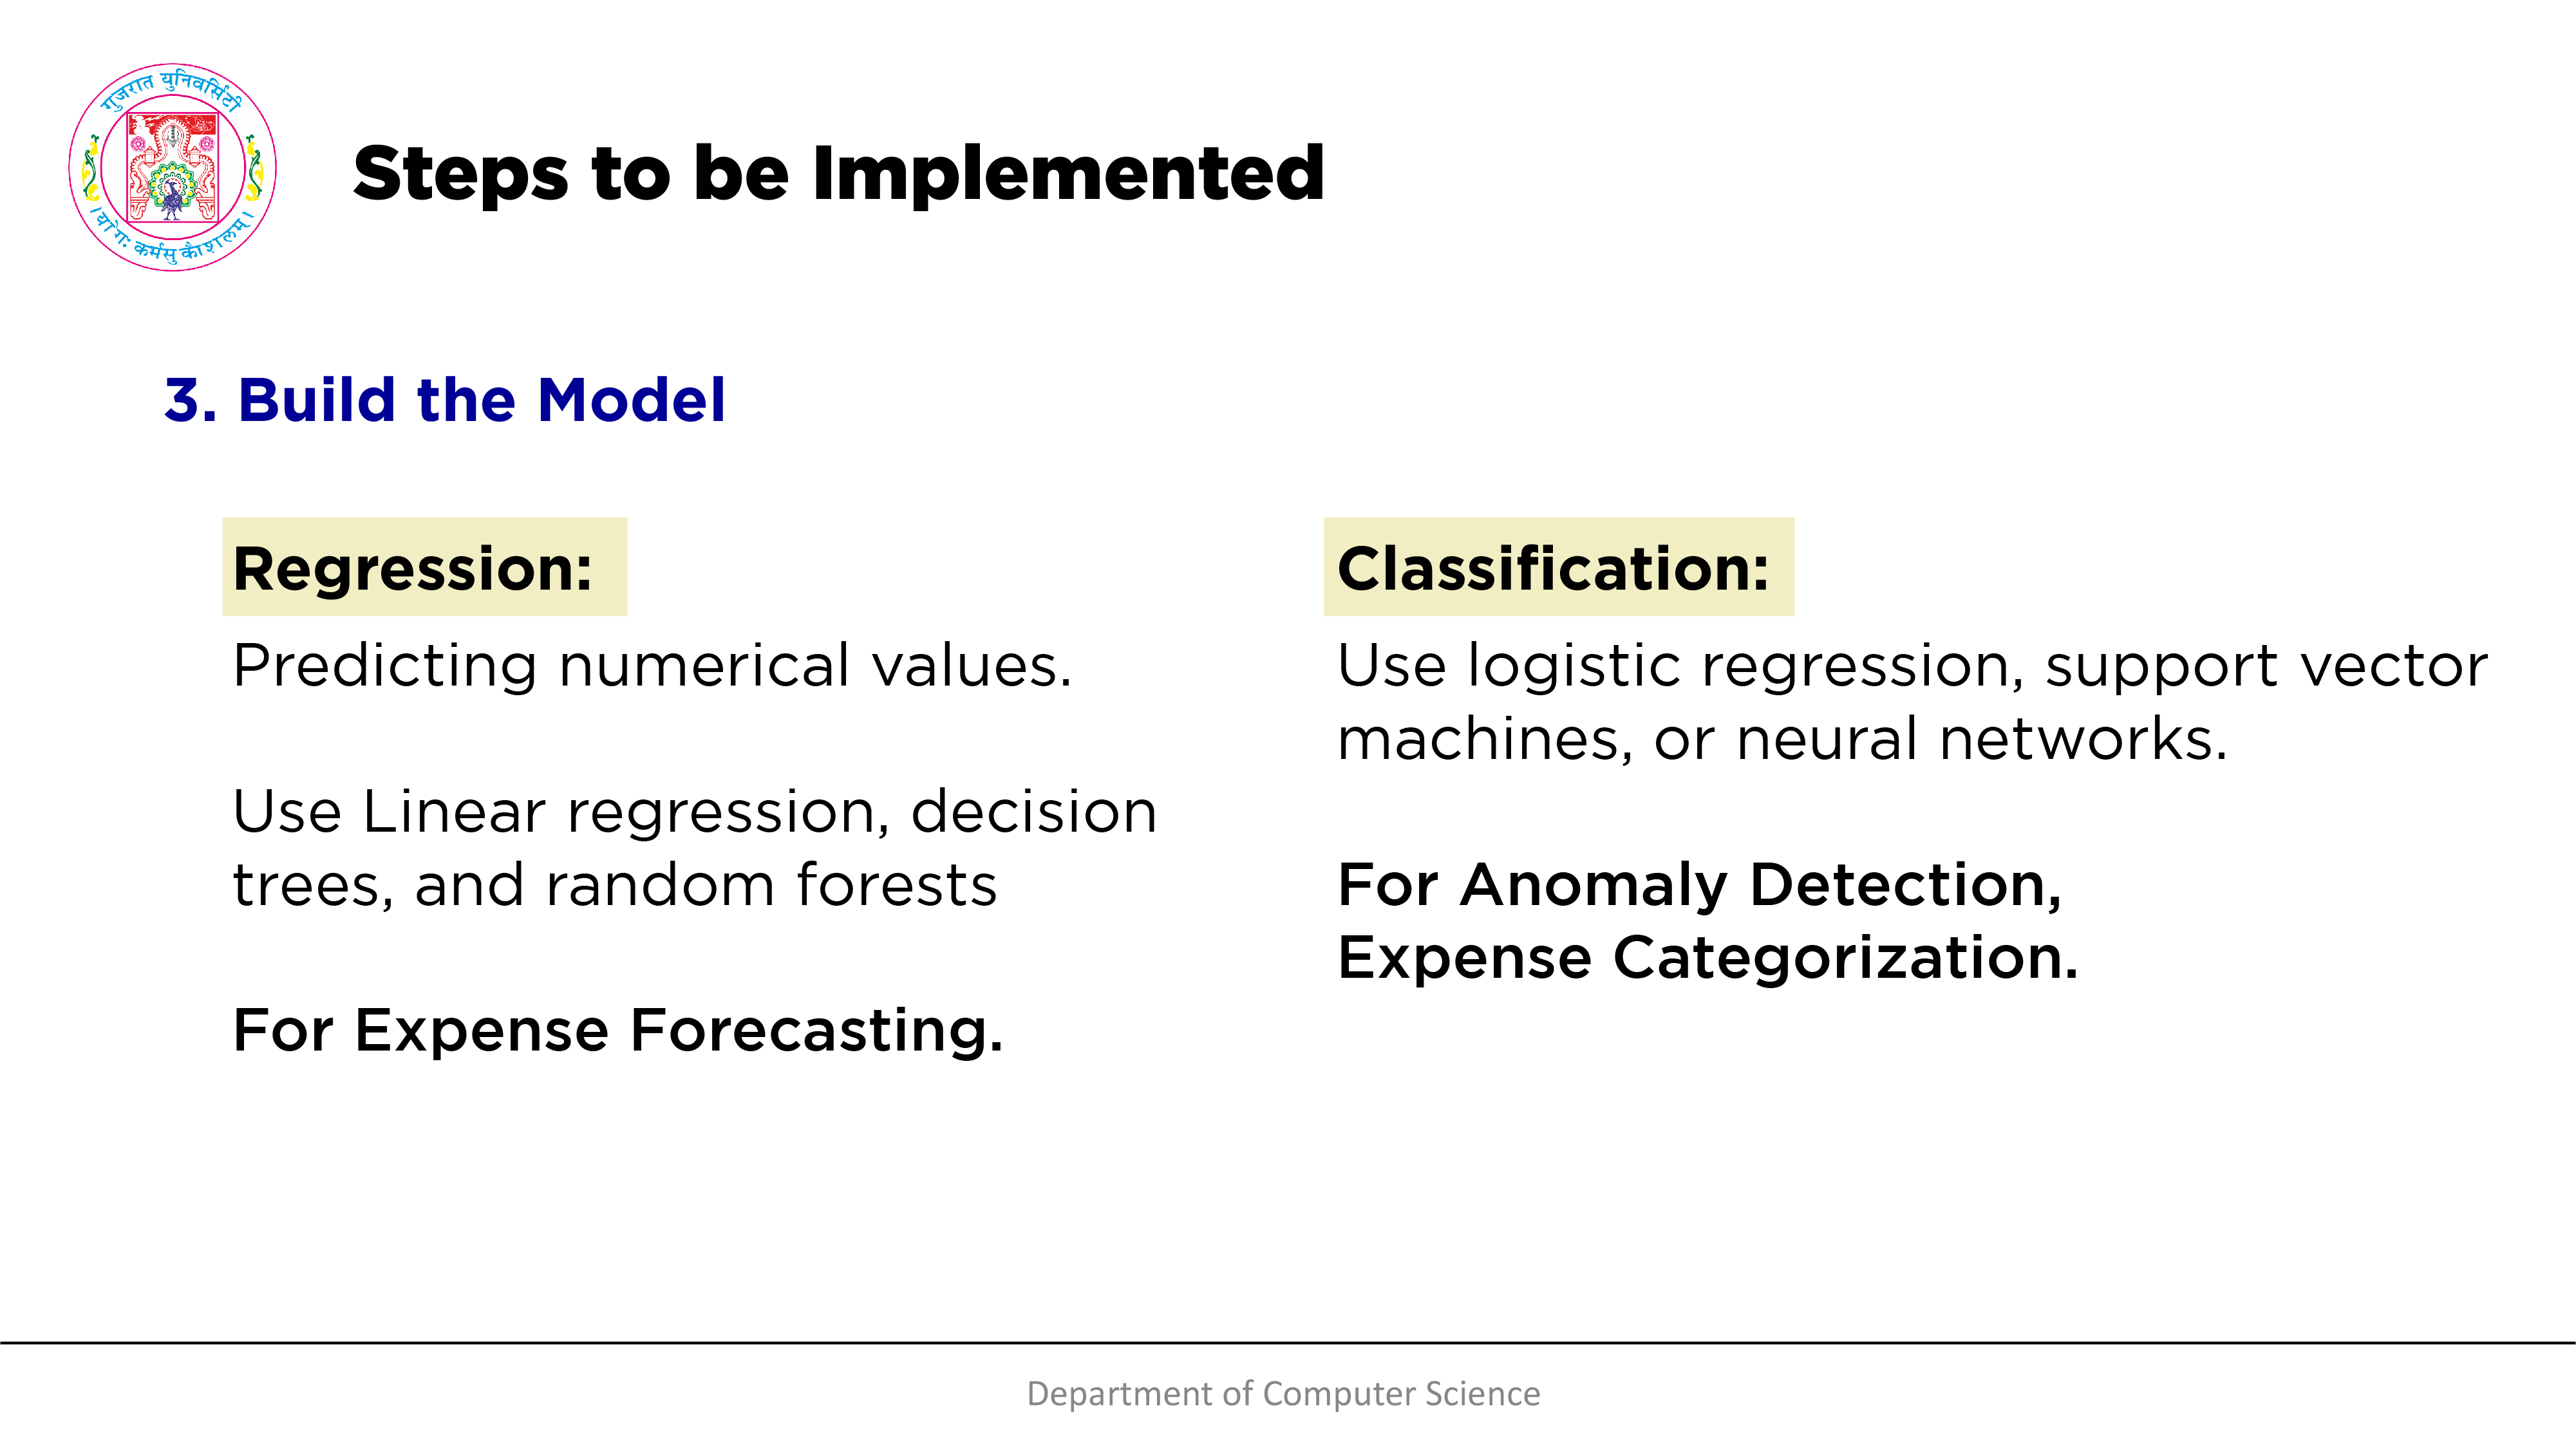 गुजरात युनिवर्सिटी
। योगः कर्मसु कौशलम् ।
Steps to be Implemented
3. Build the Model
Regression:
Predicting numerical values.
Use Linear regression, decision
trees, and random forests
For Expense Forecasting.
Classification:
Use logistic regression, support vector
machines, or neural networks.
For Anomaly Detection,
Expense Categorization.
Department of Computer Science